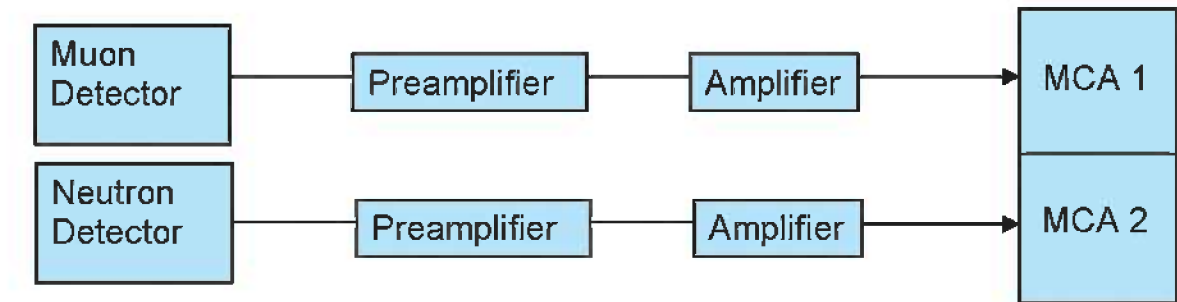 Muon
Detector
Preamplifier
Amplifier
MCA 1
Neutron
Detector
Preamplifier
Amplifier
MCA 2